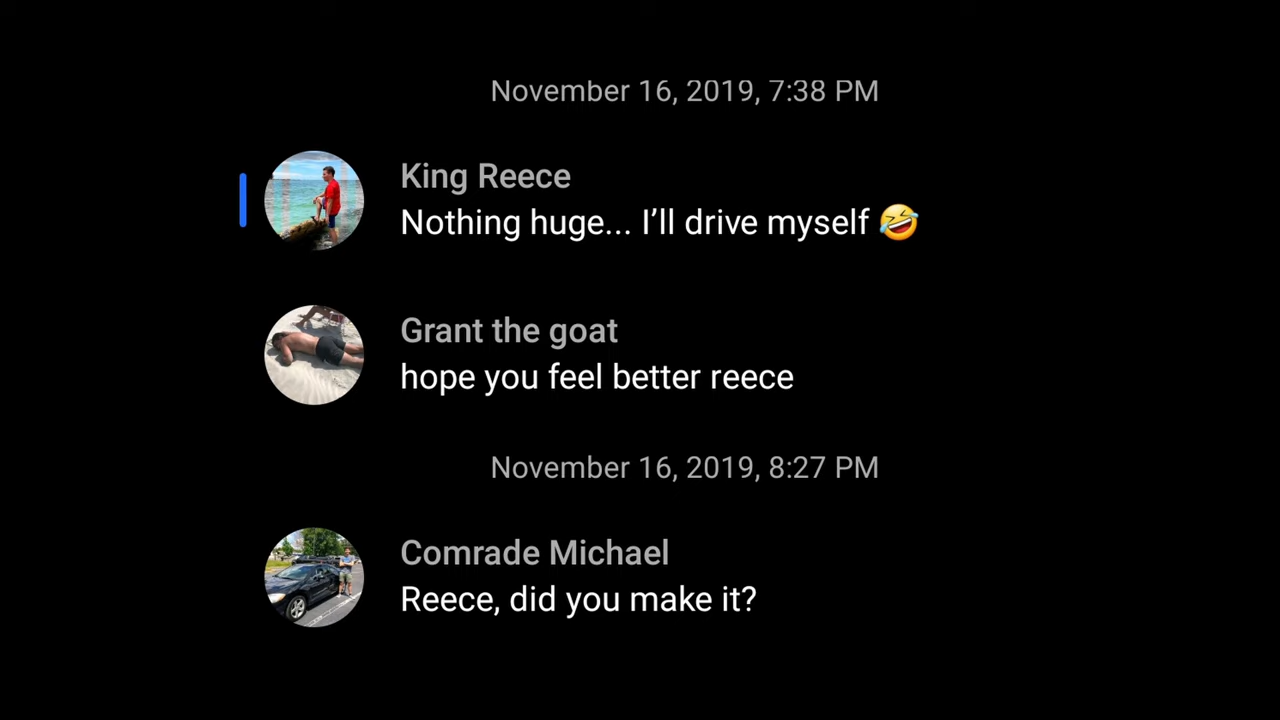 November 16, 2019, 7:38 PM
King Reece
Nothing huge... I’ll drive myself 🤣
Grant the goat
hope you feel better reece
November 16, 2019, 8:27 PM
Comrade Michael
Reece, did you make it?